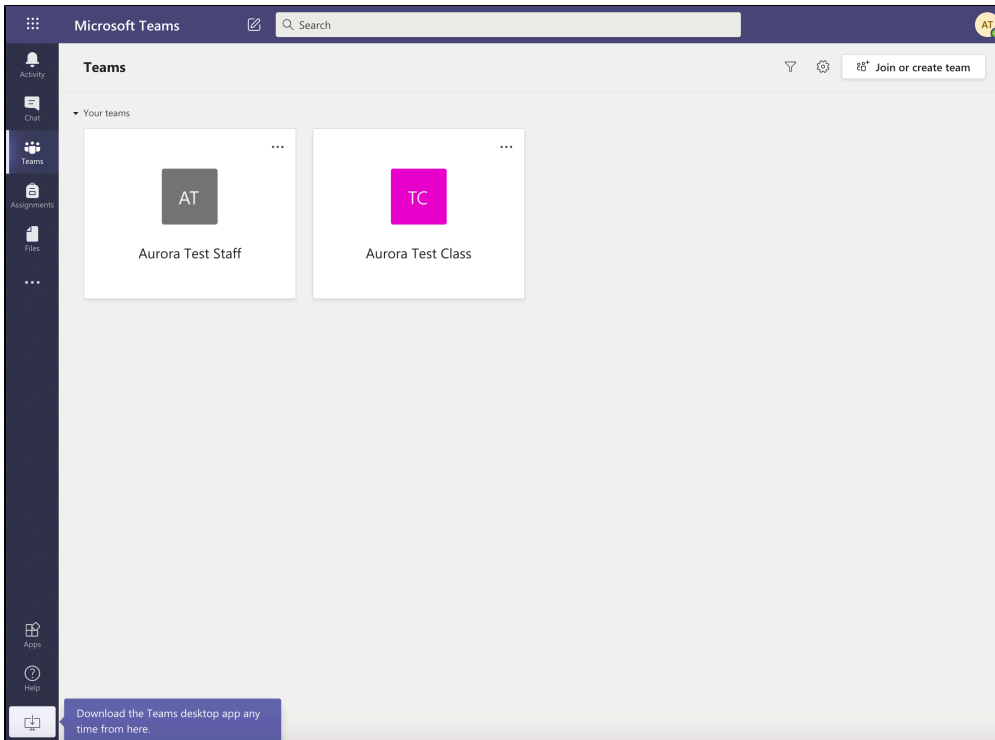 Microsoft Teams
Search
AT
Activity
Chat
Teams
Assignments
Files
Teams
Join or create team
Your teams
AT
Aurora Test Staff
TC
Aurora Test Class
Apps
Help
Download the Teams desktop app any
time from here.